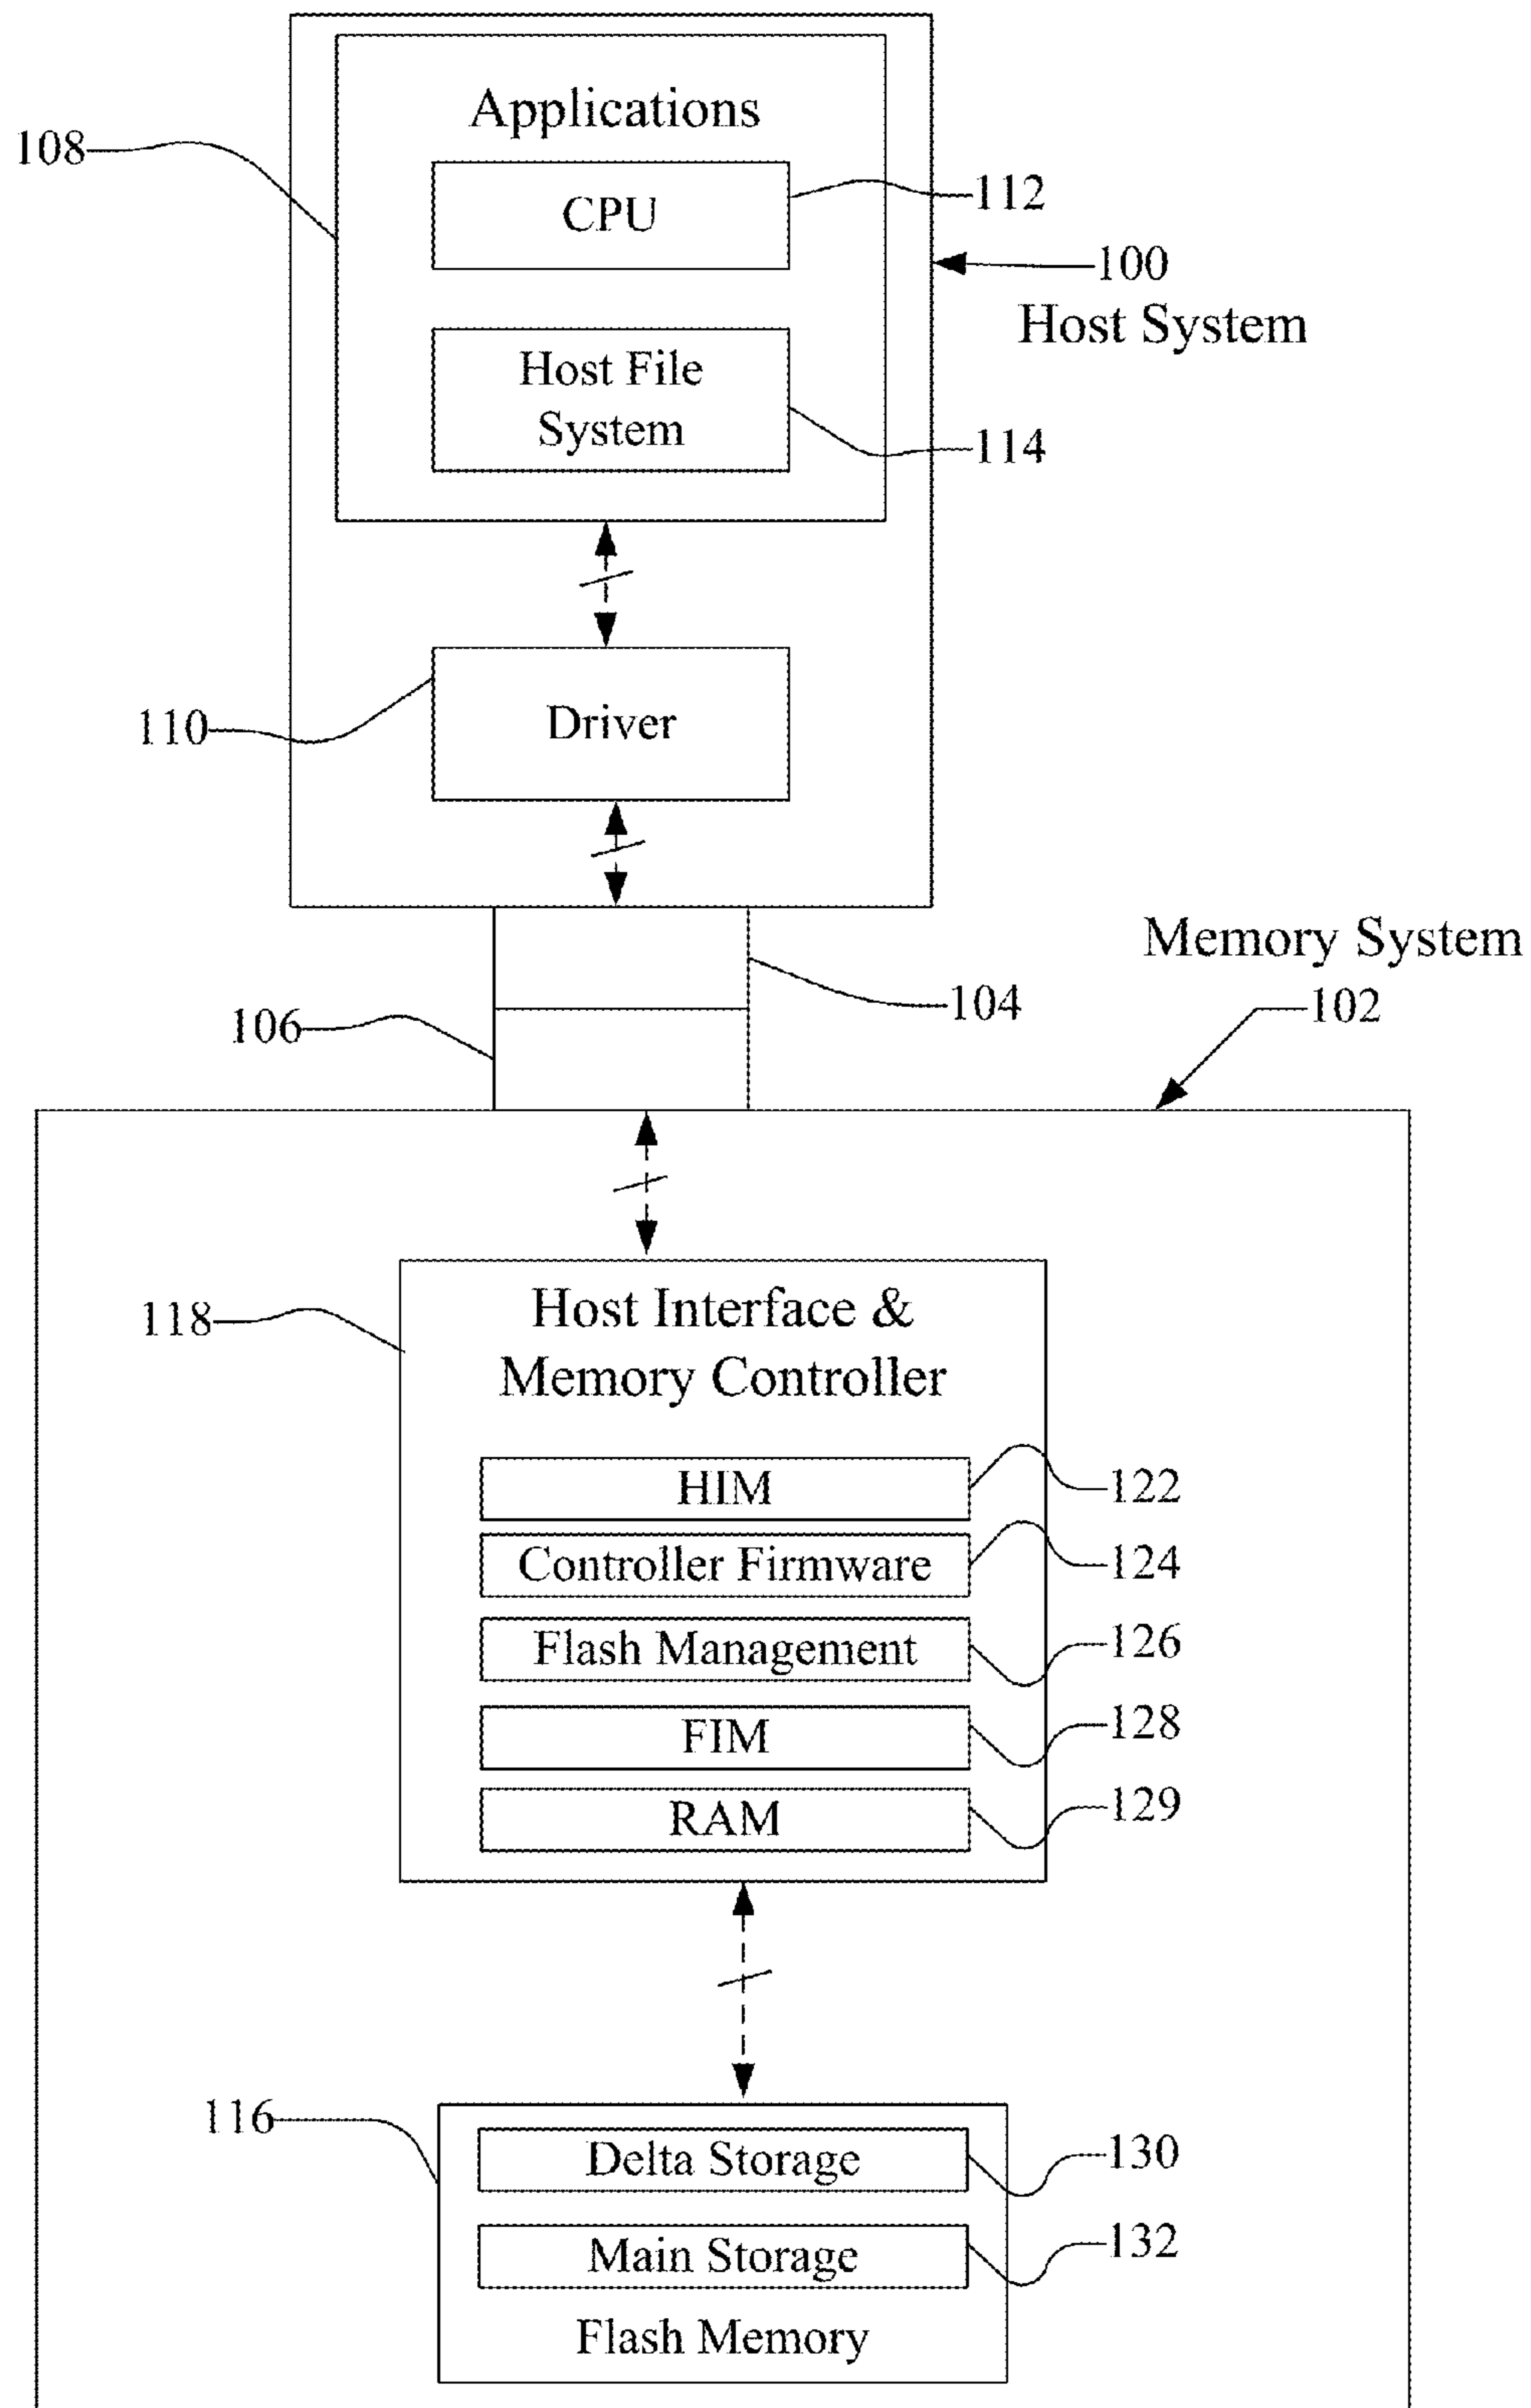 Applications
108
CPU
112
100
Host System
Host File
System
114
110
Driver
Memory System
102
104
106
118
Host Interface &
Memory Controller
HIM
122
Controller Firmware
124
Flash Management
126
FIM
128
RAM
129
116
Delta Storage
130
Main Storage
132
Flash Memory